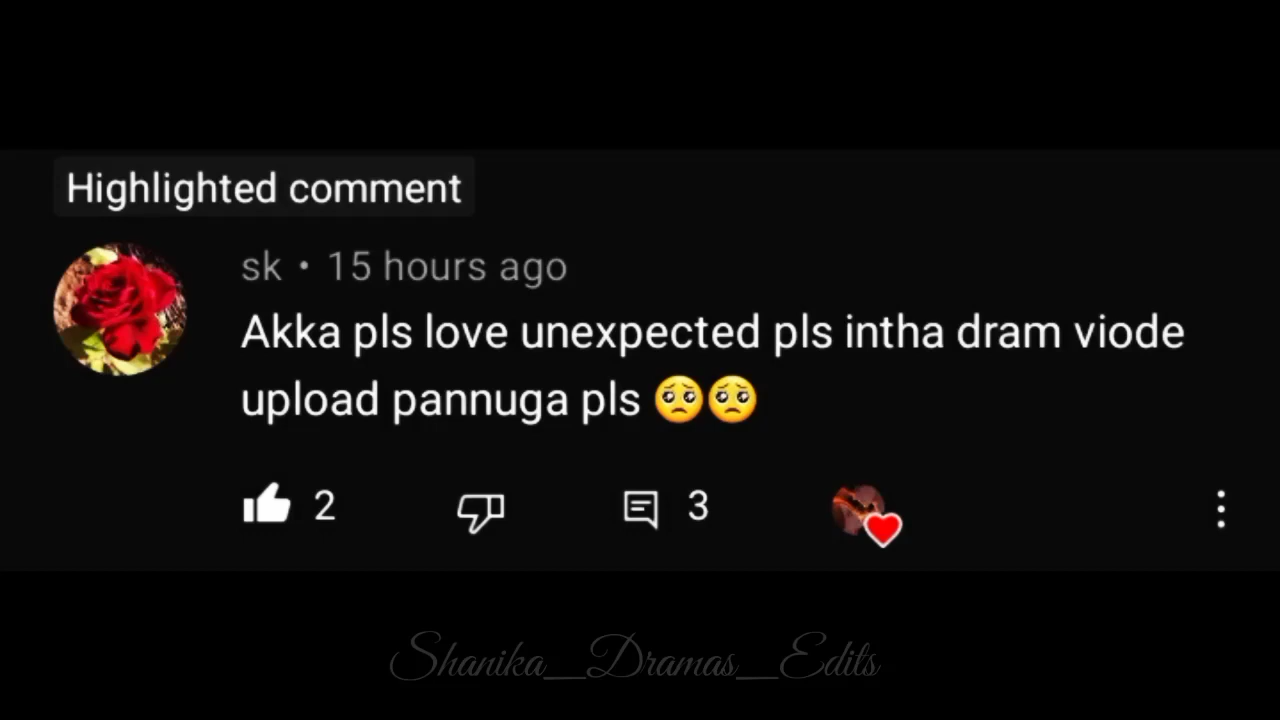 Highlighted comment
sk • 15 hours ago
Akka pls love unexpected pls intha dram viode
upload pannuga pls 🥺🥺
2
3
Shanika__Dramas__Edits